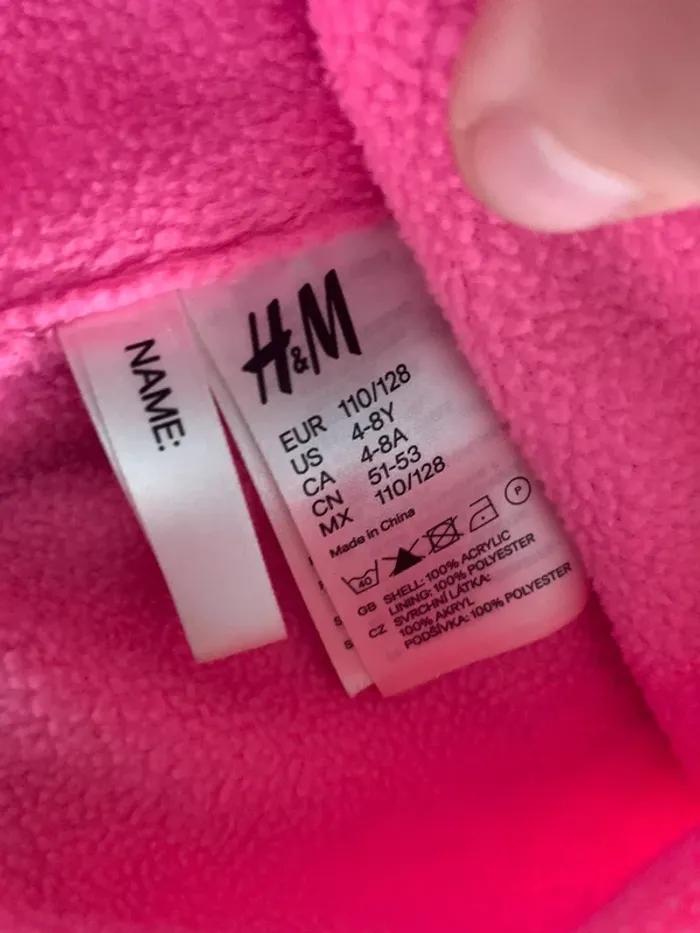 NAME:
H&M
EUR 110/128
US 4-8Y
CA 4-8A
CN 51-53
MX 110/128
Made in China
40 P
GB SHELL: 100% ACRYLIC
LINING: 100% POLYESTER
CZ SVRCHNÍ LÁTKA:
100% AKRYL
PODŠÍVKA: 100% POLYESTER